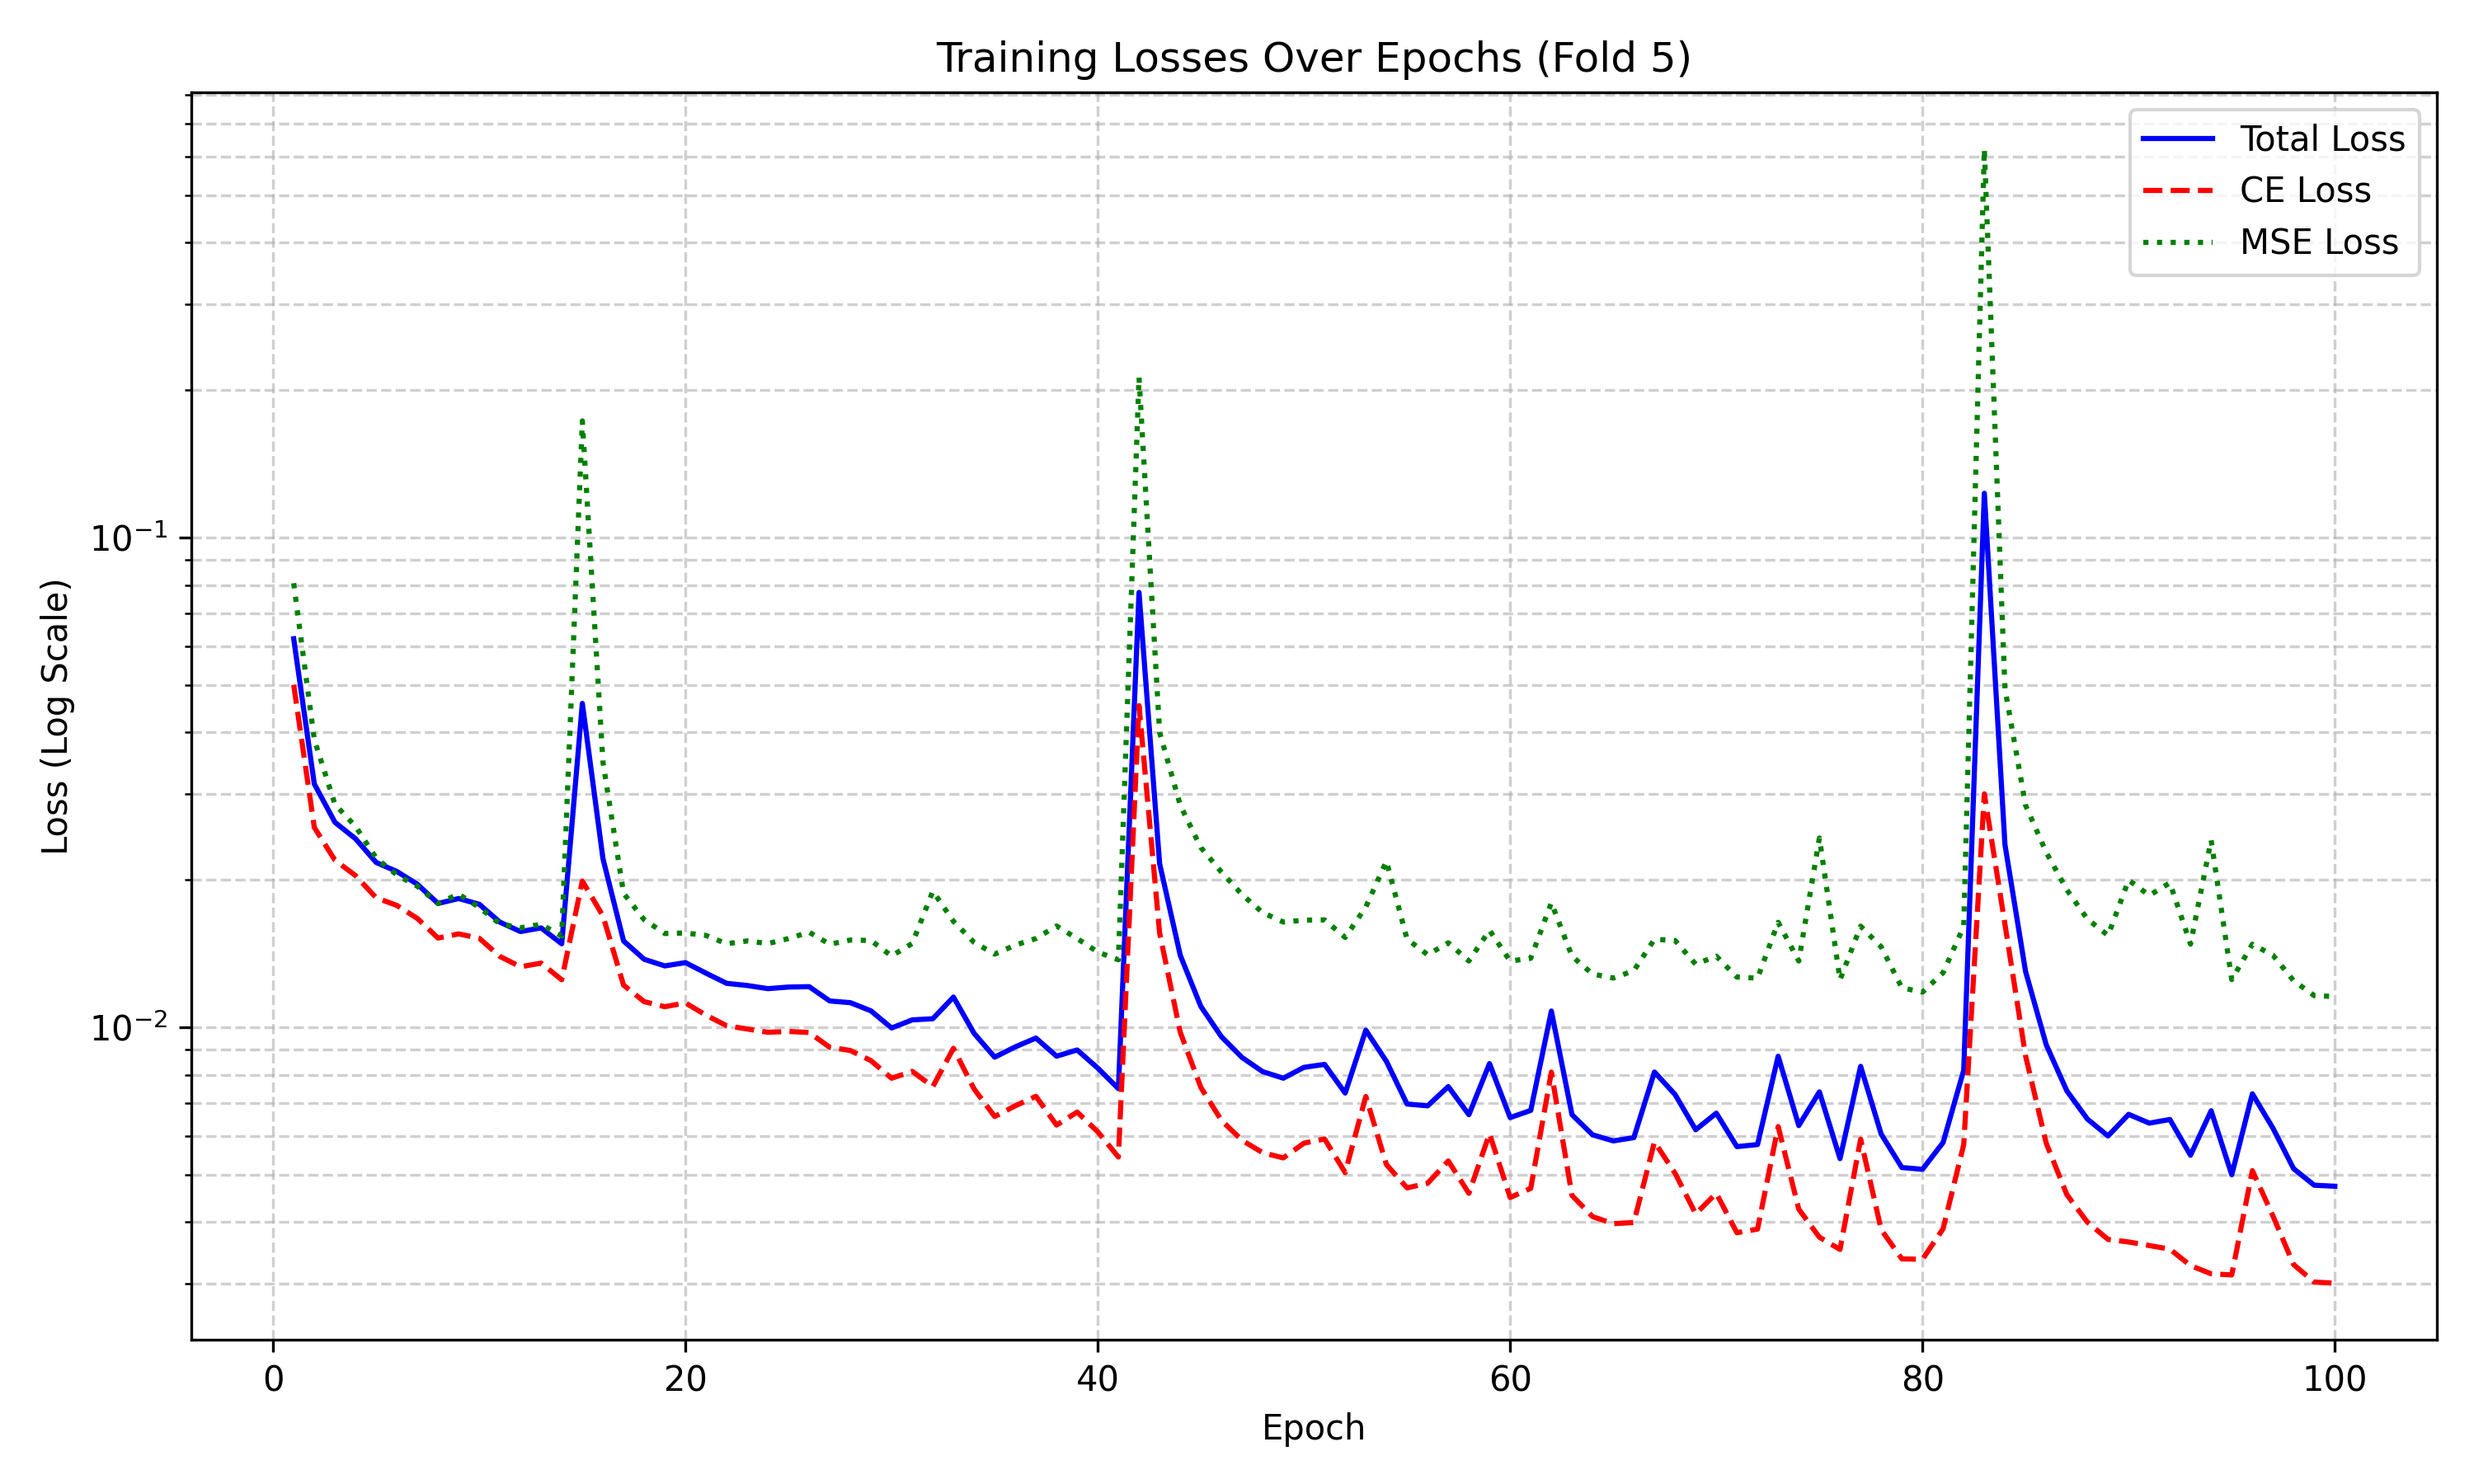 Training Losses Over Epochs (Fold 5)
Total Loss
CE Loss
MSE Loss
Loss (Log Scale)
10⁻¹
10⁻²
0 20 40 60 80 100
Epoch